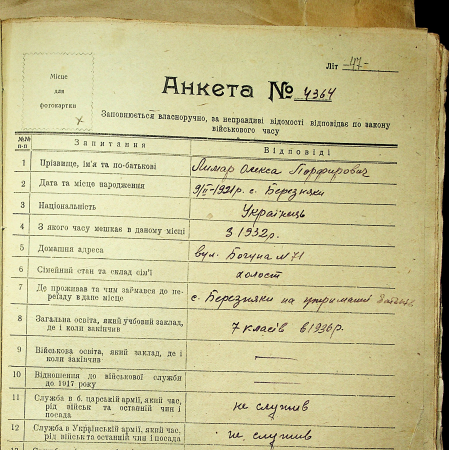 Місце
для
фотокартки
Літ -47-
Анкета № 4364
Заповнюється власноручно, за неправдиві відомості відповідає по закону
військового часу
№№
п-п
Запитання
Відповіді
1 Прізвище, ім'я та по-батькові Лимар Олекса Порфирович
2 Дата та місце народження 9/II-1921р. с. Березняки
3 Національність Українець
4 З якого часу мешкає в даному місці З 1932 р.
5 Домашня адреса вул. Богуна № 71
6 Сімейний стан та склад сім'ї холост
7 Де проживав та чим займався до пе-
реїзду в дане місце с. Березняки на утриманні
8 Загальна освіта, який учбовий заклад,
де і коли закінчив 7 класів в 1936 р.
9 Військова освіта, який заклад, де і
коли закінчив —
10 Відношення до військової служби
до 1917 року —
11 Служба в б. царській армії, який час,
рід військ та останній чин і
посада не служив
12 Служба в Українській армії, який час,
рід військ та останній чин і посада не служив